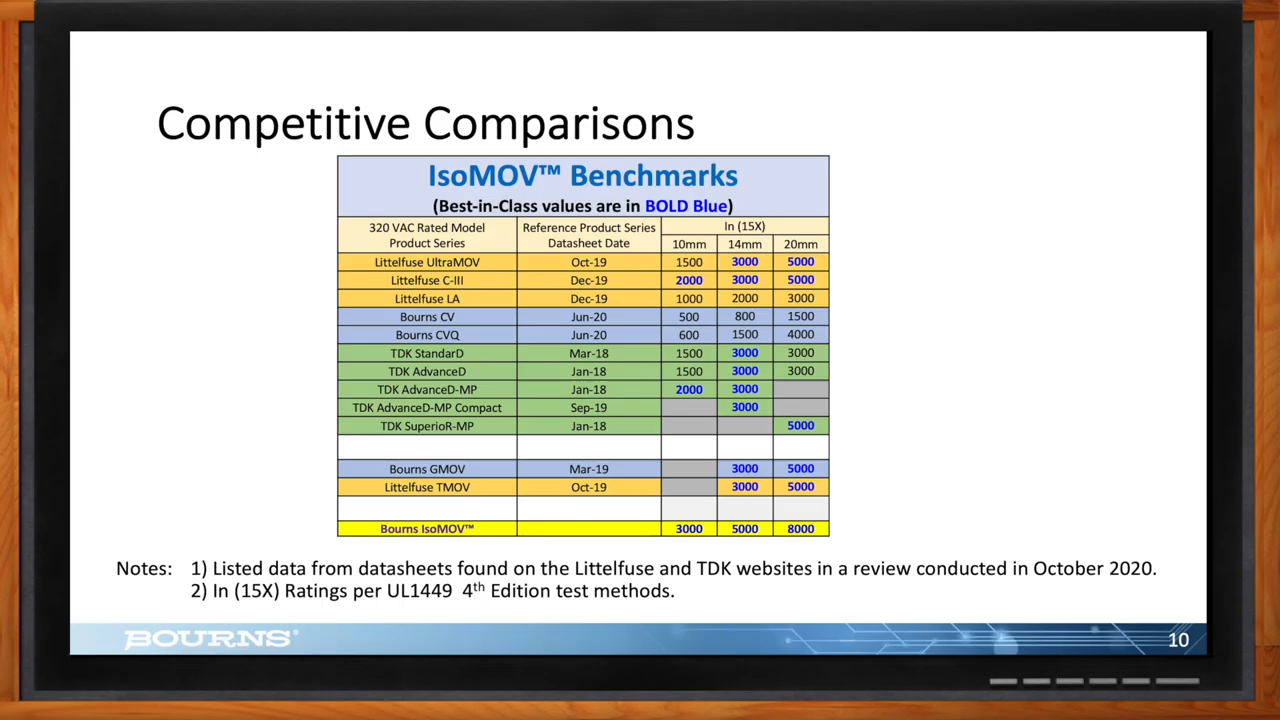 Competitive Comparisons
IsoMOV™ Benchmarks
(Best-in-Class values are in BOLD Blue)
320 VAC Rated Model Product Series
Reference Product Series Datasheet Date
In (15X)
10mm 14mm 20mm
Littelfuse UltraMOV Oct-19 1500 3000 5000
Littelfuse C-III Dec-19 2000 3000 5000
Littelfuse LA Dec-19 1000 2000 3000
Bourns CV Jun-20 500 800 1500
Bourns CVQ Jun-20 600 1500 4000
TDK StandarD Mar-18 1500 3000 3000
TDK AdvanceD Jan-18 1500 3000 3000
TDK AdvanceD-MP Jan-18 2000 3000
TDK AdvanceD-MP Compact Sep-19 3000
TDK SuperioR-MP Jan-18 5000
Bourns GMOV Mar-19 3000 5000
Littelfuse TMOV Oct-19 3000 5000
Bourns IsoMOV™ 3000 5000 8000
Notes: 1) Listed data from datasheets found on the Littelfuse and TDK websites in a review conducted in October 2020.
2) In (15X) Ratings per UL1449 4th Edition test methods.
BOURNS®
10